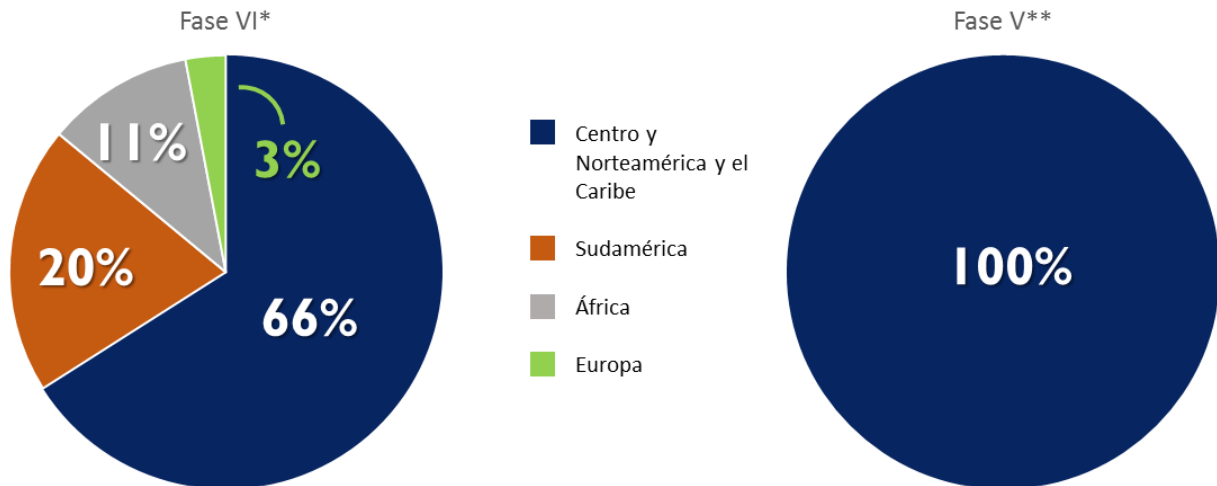 Fase VI*
11%
3%
20%
66%
Centro y
Norteamérica y el
Caribe
Sudamérica
África
Europa
Fase V**
100%